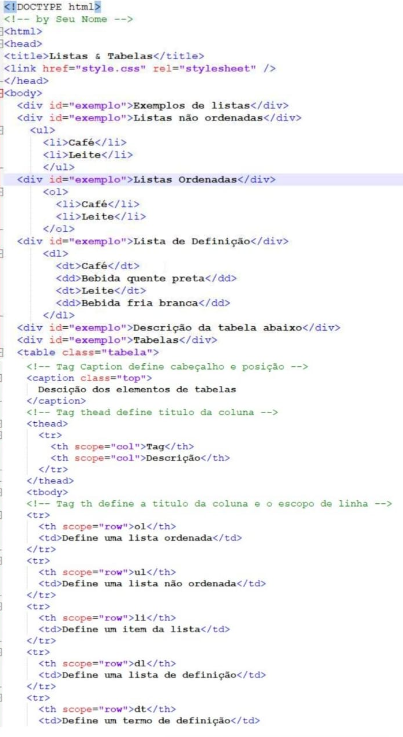 <!DOCTYPE html>
<!-- by Seu Nome -->
<html>
<head>
<title>Listas & Tabelas</title>
<link href="style.css" rel="stylesheet" />
</head>
<body>
<div id="exemplo">Exemplos de listas</div>
<div id="exemplo">Listas não ordenadas</div>
<ul>
<li>Café</li>
<li>Leite</li>
</ul>
<div id="exemplo">Listas Ordenadas</div>
<ol>
<li>Café</li>
<li>Leite</li>
</ol>
<div id="exemplo">Lista de Definição</div>
<dl>
<dt>Café</dt>
<dd>Bebida quente preta</dd>
<dt>Leite</dt>
<dd>Bebida fria branca</dd>
</dl>
<div id="exemplo">Descrição da tabela abaixo</div>
<div id="exemplo">Tabelas</div>
<table class="tabela">
<!-- Tag Caption define cabeçalho e posição -->
<caption class="top">
Descição dos elementos de tabelas
</caption>
<!-- Tag thead define titulo da coluna -->
<thead>
<tr>
<th scope="col">Tag</th>
<th scope="col">Descrição</th>
</tr>
</thead>
<tbody>
<!-- Tag th define a titulo da coluna e o escopo de linha -->
<tr>
<th scope="row">ol</th>
<td>Define uma lista ordenada</td>
</tr>
<tr>
<th scope="row">ul</th>
<td>Define uma lista não ordenada</td>
</tr>
<tr>
<th scope="row">li</th>
<td>Define um item da lista</td>
</tr>
<tr>
<th scope="row">dl</th>
<td>Define uma lista de definição</td>
</tr>
<tr>
<th scope="row">dt</th>
<td>Define um termo de definição</td>